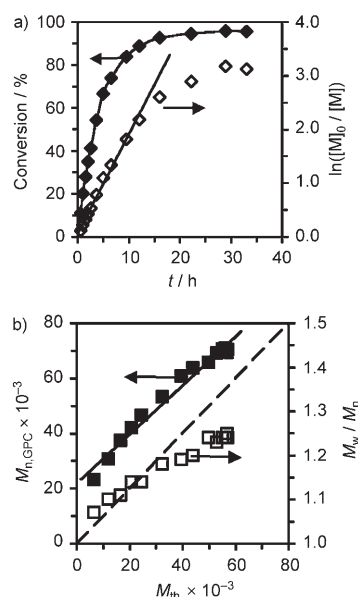 a)
100
80
60
40
20
0
Conversion / %
4.0
3.0
2.0
1.0
0.0
ln([M]0 / [M])
0 10 20 30 40
t / h
b)
80
60
40
20
0
Mn,GPC × 10−3
1.5
1.4
1.3
1.2
1.1
1.0
Mw / Mn
0 20 40 60 80
Mth × 10−3